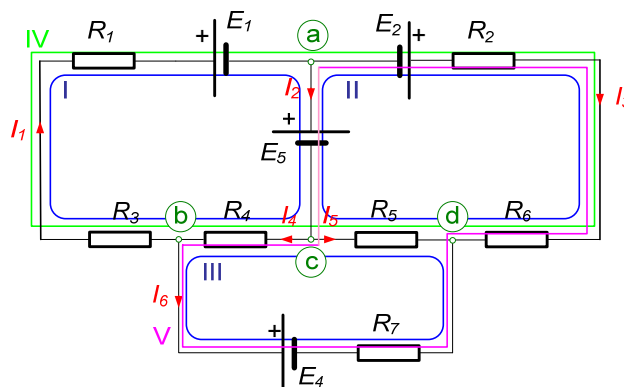 E1
a
E2
R1
R2
IV
+
+
I
I2
II
I1
+
E5
R3
b
R4
I4
I5
R5
d
R6
c
III
I6
V
+
E4
R7